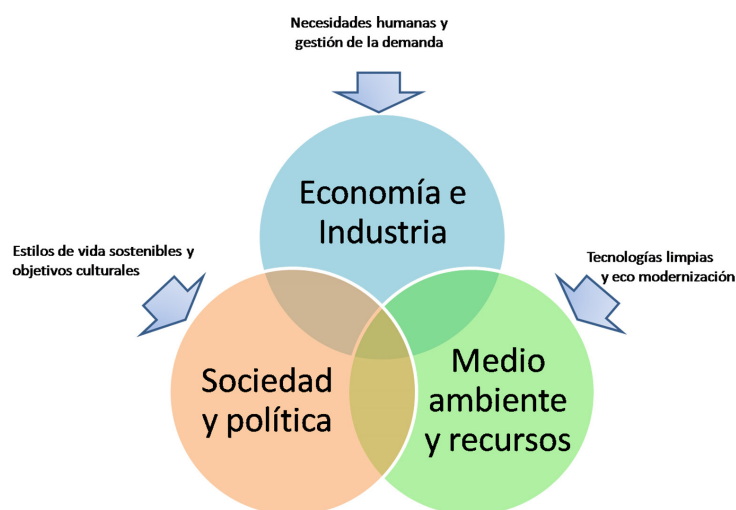 Necesidades humanas y
gestión de la demanda
Economía e
Industria
Estilos de vida sostenibles y
objetivos culturales
Tecnologías limpias
y eco modernización
Sociedad
y política
Medio
ambiente
y recursos